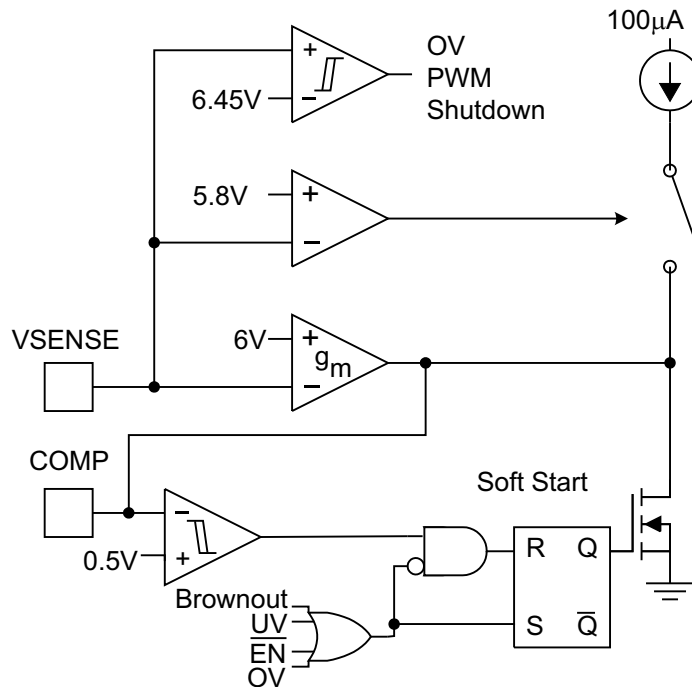 100μA
+
OV
PWM
Shutdown
6.45V
−
5.8V
+
−
VSENSE
6V
+
gm
−
COMP
−
Soft Start
0.5V
+
R Q
Brownout
UV
E̅N̅
OV
S Q̅